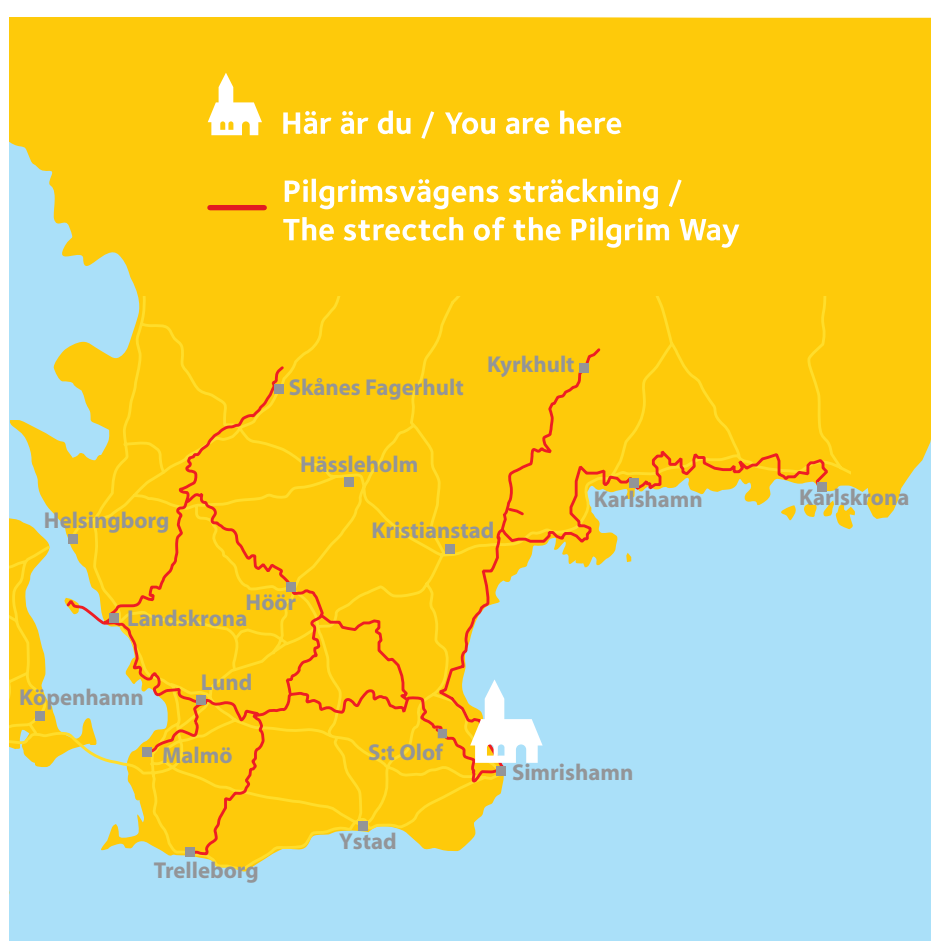 Här är du / You are here
Pilgrimsvägens sträckning /
The strectch of the Pilgrim Way
Kyrkhult
Skånes Fagerhult
Hässleholm
Karlshamn
Karlskrona
Helsingborg
Kristianstad
Höör
Landskrona
Lund
Köpenhamn
Malmö
S:t Olof
Simrishamn
Ystad
Trelleborg